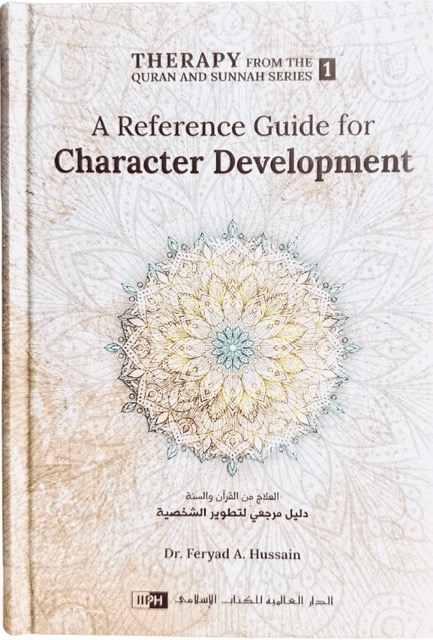 THERAPY FROM THE
QURAN AND SUNNAH SERIES 1
A Reference Guide for
Character Development
العلاج من القرآن والسنة
دليل مرجعي لتطوير الشخصية
Dr. Feryad A. Hussain
IIPH الدار العالمية للكتاب الإسلامي